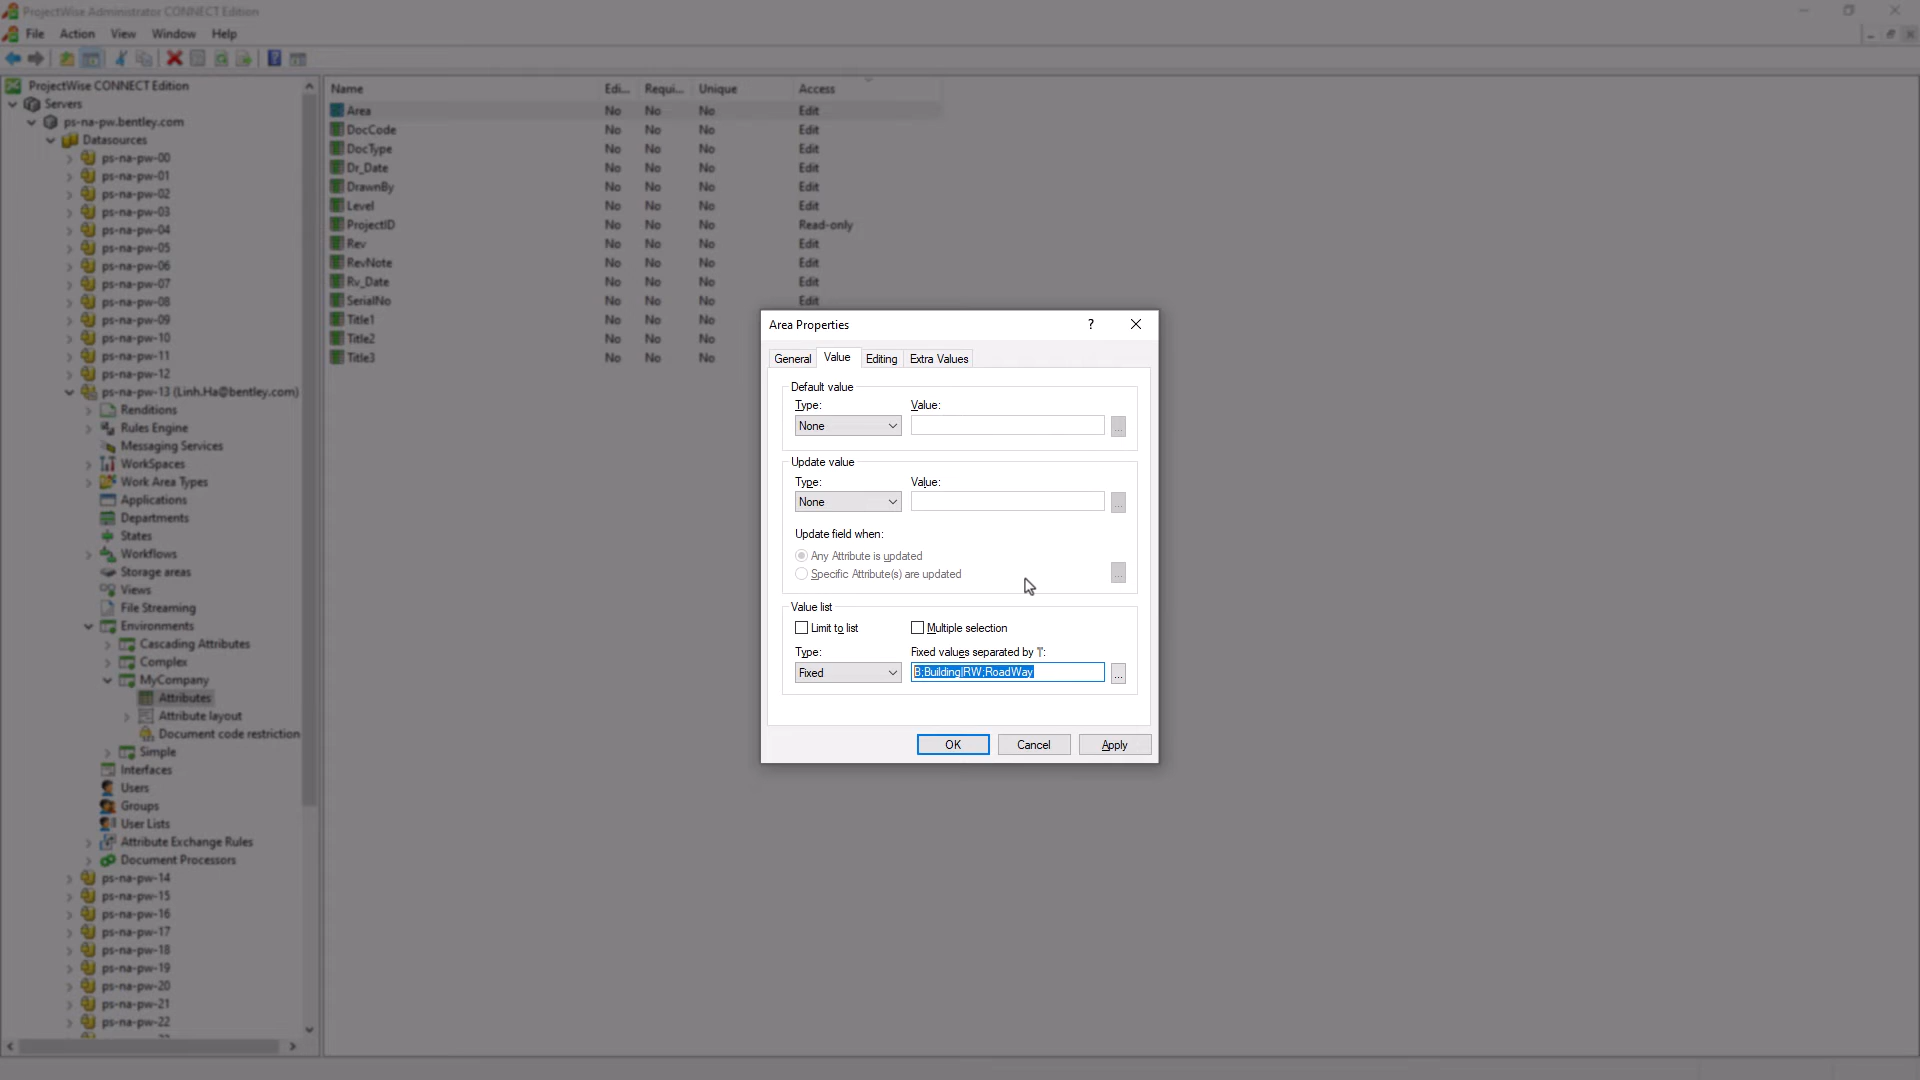 ProjectWise Administrator CONNECT Edition
File Action View Window Help
ProjectWise CONNECT Edition
Servers
ps-na-pw.bentley.com
Datasources
ps-na-pw-00
ps-na-pw-01
ps-na-pw-02
ps-na-pw-03
ps-na-pw-04
ps-na-pw-05
ps-na-pw-06
ps-na-pw-07
ps-na-pw-08
ps-na-pw-09
ps-na-pw-10
ps-na-pw-11
ps-na-pw-12
ps-na-pw-13 (Linh.Ha@bentley.com)
Renditions
Rules Engine
Messaging Services
WorkSpaces
Work Area Types
Applications
Departments
States
Workflows
Storage areas
Views
File Streaming
Environments
Cascading Attributes
Complex
MyCompany
Attributes
Attribute layout
Document code restriction
Simple
Interfaces
Users
Groups
User Lists
Attribute Exchange Rules
Document Processors
ps-na-pw-14
ps-na-pw-15
ps-na-pw-16
ps-na-pw-17
ps-na-pw-18
ps-na-pw-19
ps-na-pw-20
ps-na-pw-21
ps-na-pw-22
Name Edi... Requi... Unique Access
Area No No No Edit
DocCode No No No Edit
DocType No No No Edit
Dr_Date No No No Edit
DrawnBy No No No Edit
Level No No No Edit
ProjectID No No No Read-only
Rev No No No Edit
RevNote No No No Edit
Rv_Date No No No Edit
SerialNo No No No Edit
Title1 No No No
Title2 No No No
Title3 No No No
Area Properties ?
General Value Editing Extra Values
Default value
Type: Value:
None ...
Update value
Type: Value:
None ...
Update field when:
Any Attribute is updated
Specific Attribute(s) are updated ...
Value list
Limit to list Multiple selection
Type: Fixed values separated by '|':
Fixed B;Building|RW;RoadWay ...
OK Cancel Apply